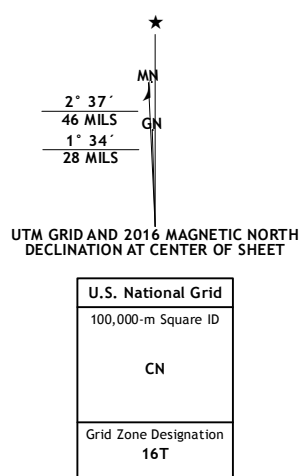 MN
2° 37´
46 MILS
GN
1° 34´
28 MILS
UTM GRID AND 2016 MAGNETIC NORTH
DECLINATION AT CENTER OF SHEET
U.S. National Grid
100,000-m Square ID
CN
Grid Zone Designation
16T